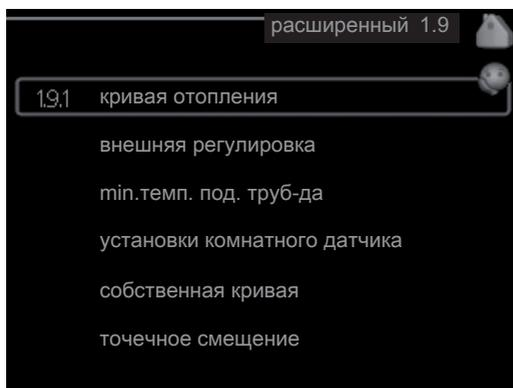 расширенный 1.9
1.9.1 кривая отопления
внешняя регулировка
min.темп. под. труб-да
установки комнатного датчика
собственная кривая
точечное смещение